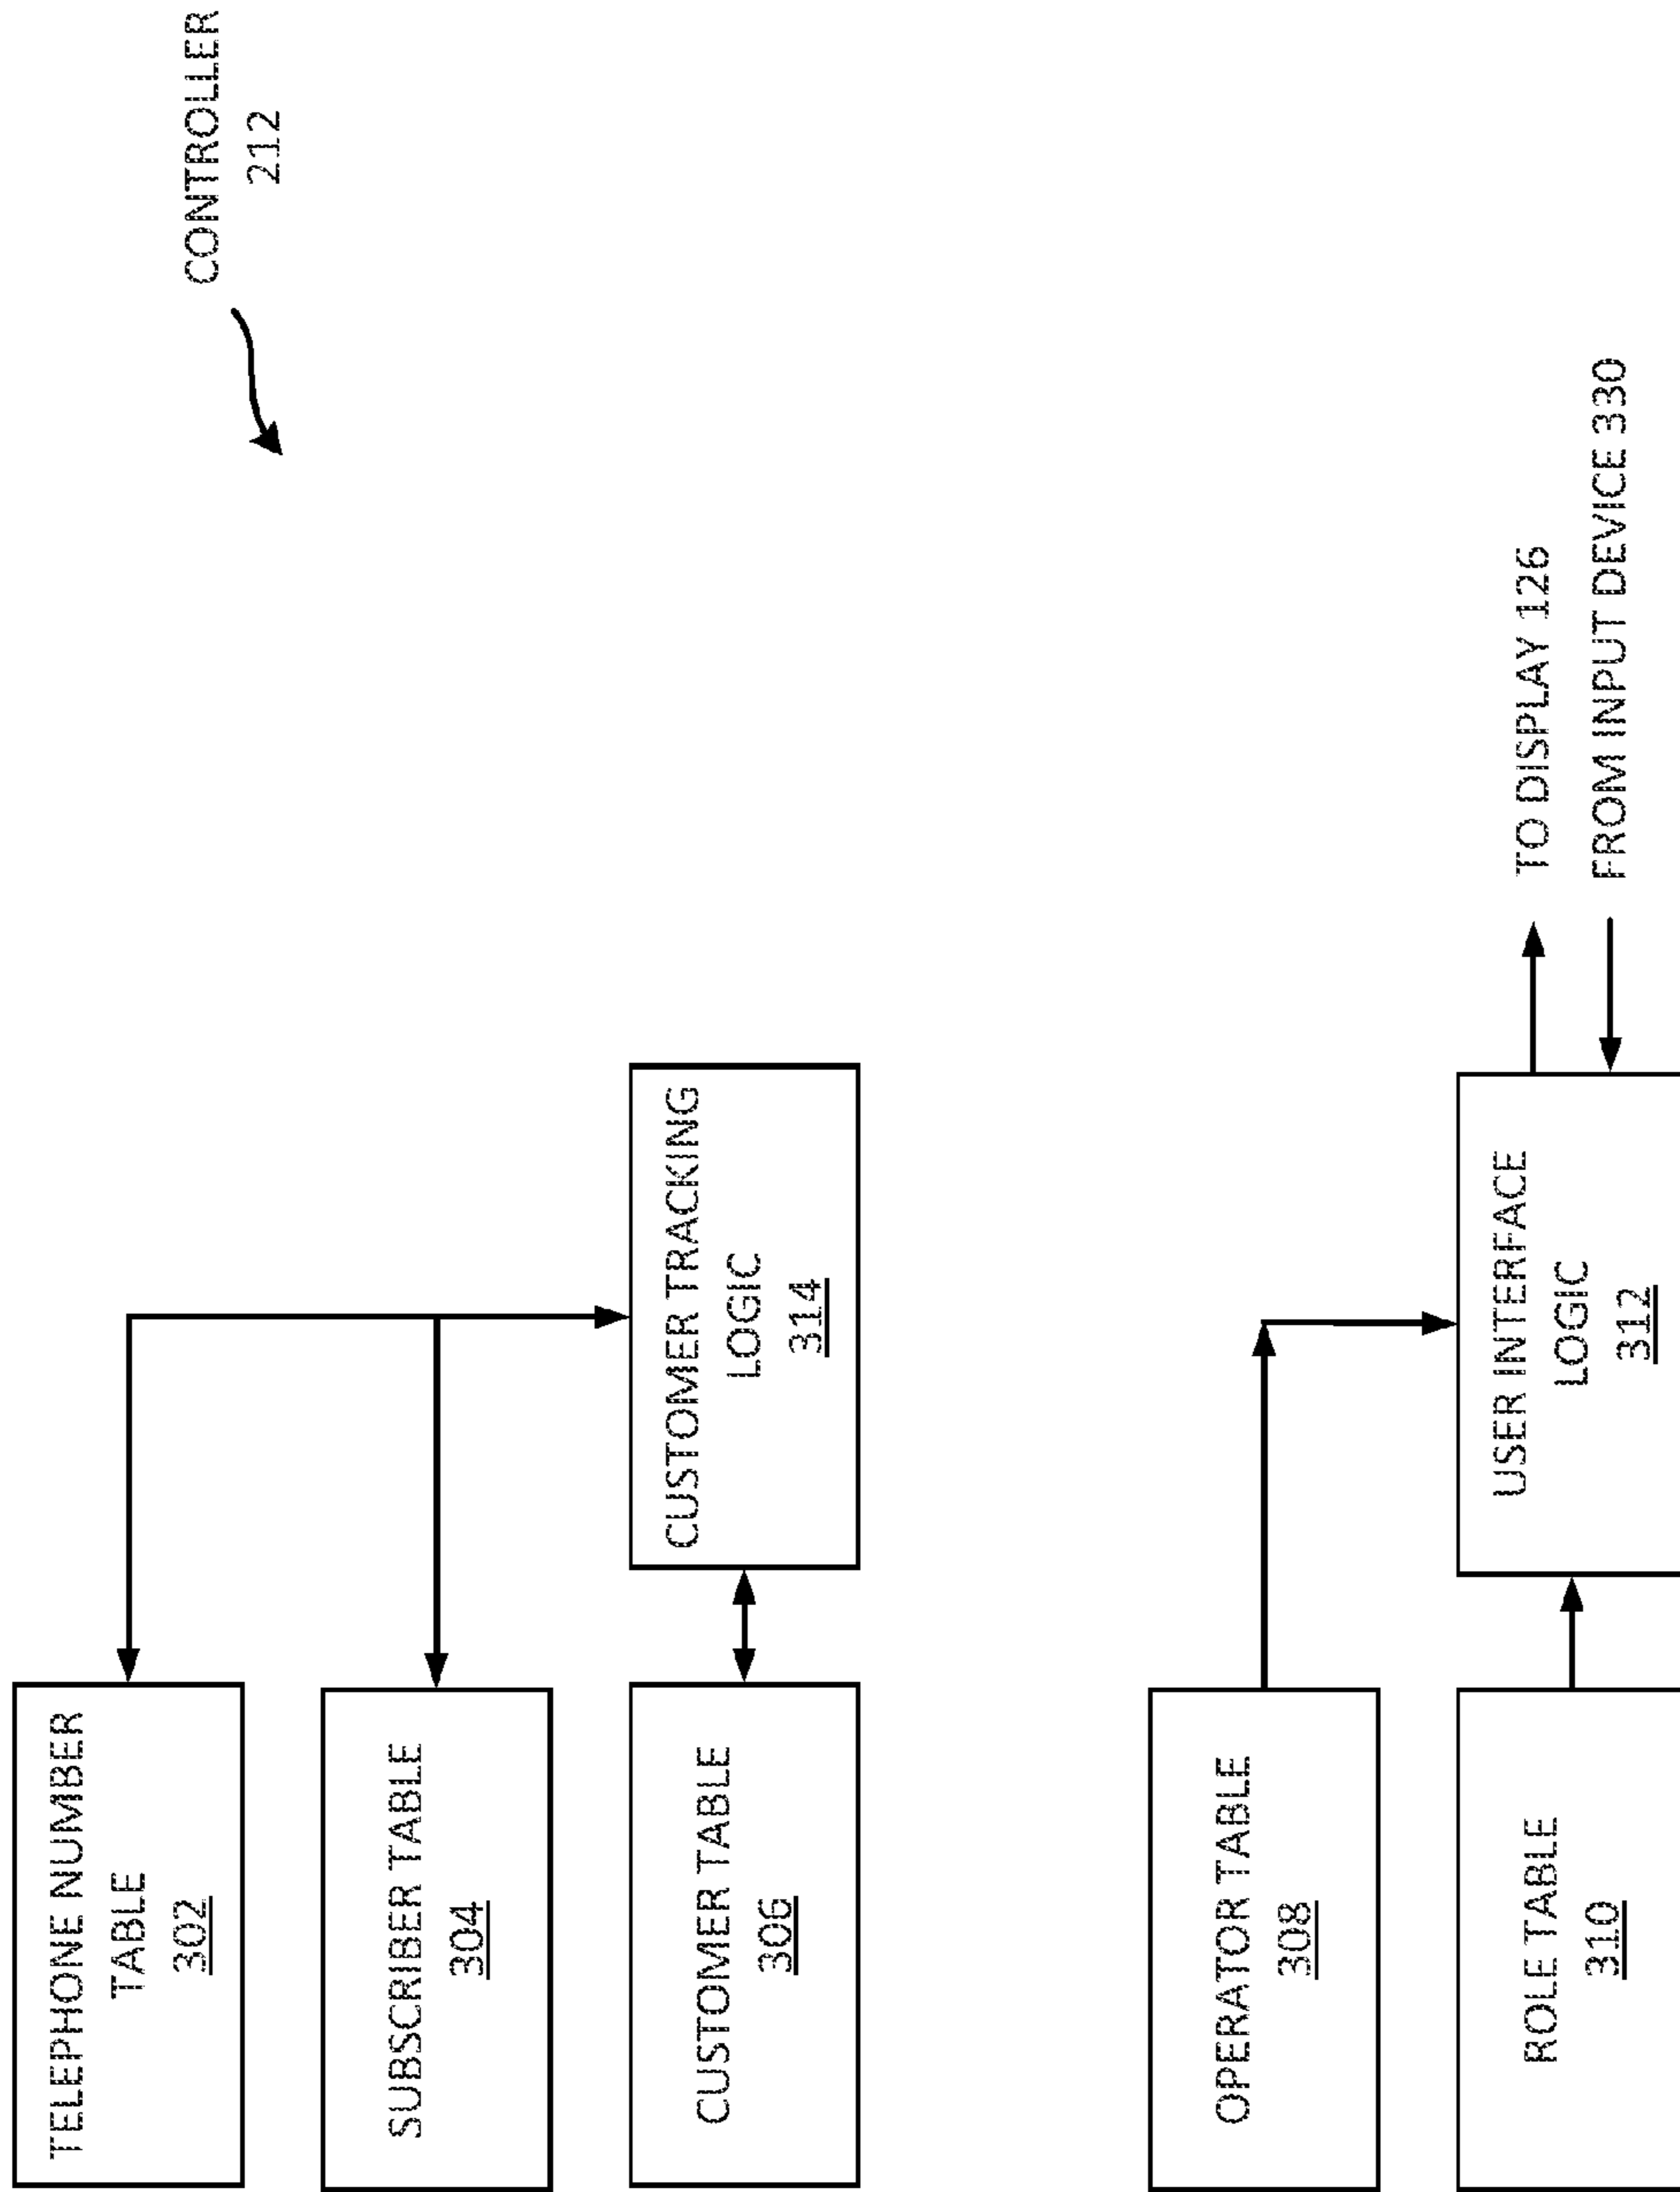 CONTROLLER
212
TELEPHONE NUMBER
TABLE
302
SUBSCRIBER TABLE
304
CUSTOMER TABLE
306
CUSTOMER TRACKING
LOGIC
314
OPERATOR TABLE
308
ROLE TABLE
310
USER INTERFACE
LOGIC
312
TO DISPLAY 126
FROM INPUT DEVICE 330